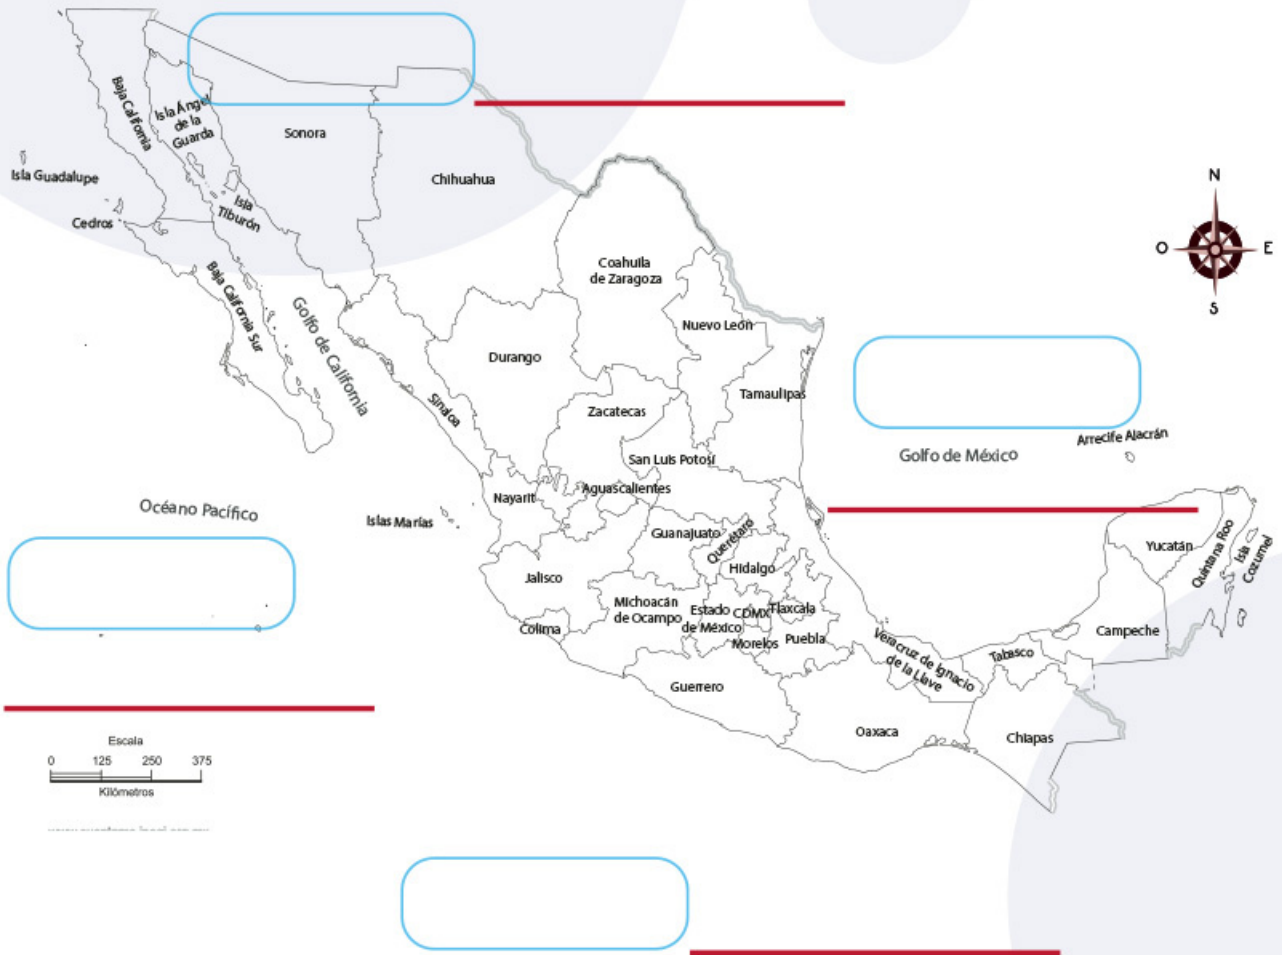 Baja California
Isla Ángel
de la
Guarda
Sonora
Chihuahua
Isla Guadalupe
Cedros
Isla
Tiburón
N
O
E
S
Coahuila
de Zaragoza
Baja California Sur
Golfo de California
Nuevo León
Durango
Tamaulipas
Sinaloa
Zacatecas
Arrecife Alacrán
Golfo de México
San Luis Potosí
Aguascalientes
Nayarit
Océano Pacífico
Islas Marías
Guanajuato
Querétaro
Hidalgo
Yucatán
Quintana Roo
Isla
Cozumel
Jalisco
Michoacán
de Ocampo
Estado
de México
CDMX
Tlaxcala
Colima
Morelos
Puebla
Veracruz de Ignacio
de la Llave
Tabasco
Campeche
Guerrero
Oaxaca
Chiapas
Escala
0 125 250 375
Kilómetros